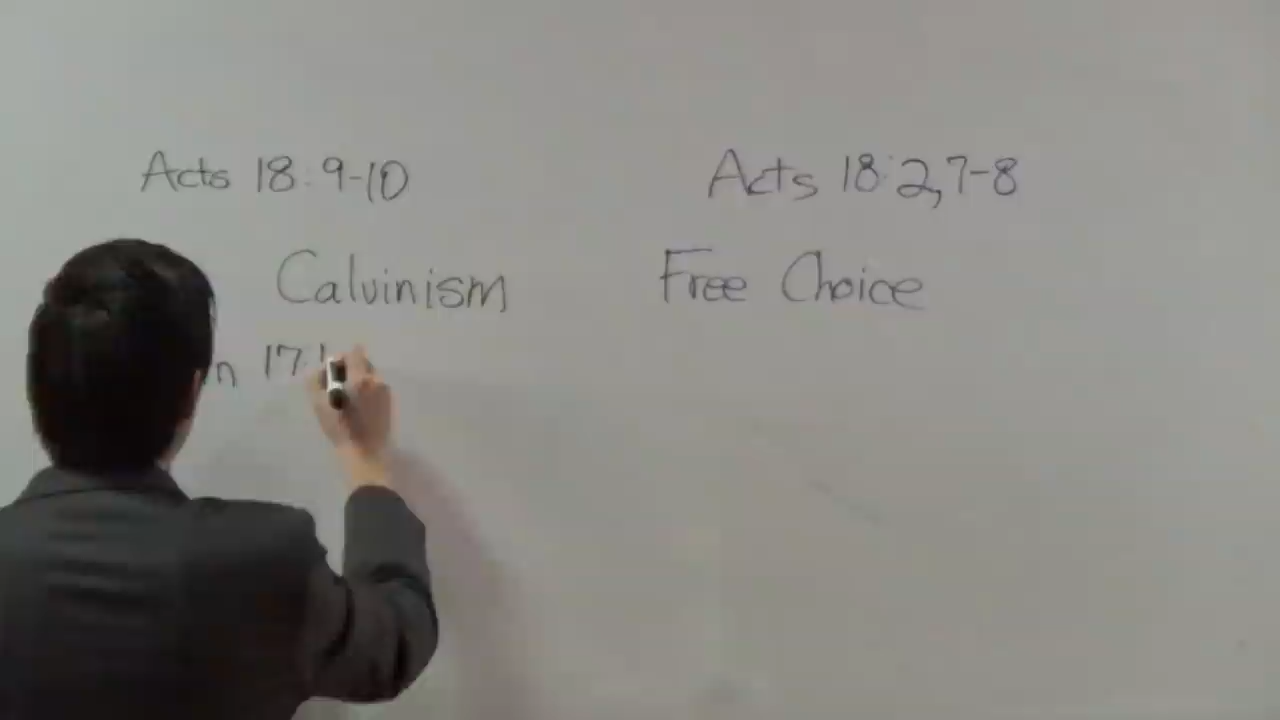 Acts 18:9-10
Acts 18:2,7-8
Calvinism
Free Choice
n 17: